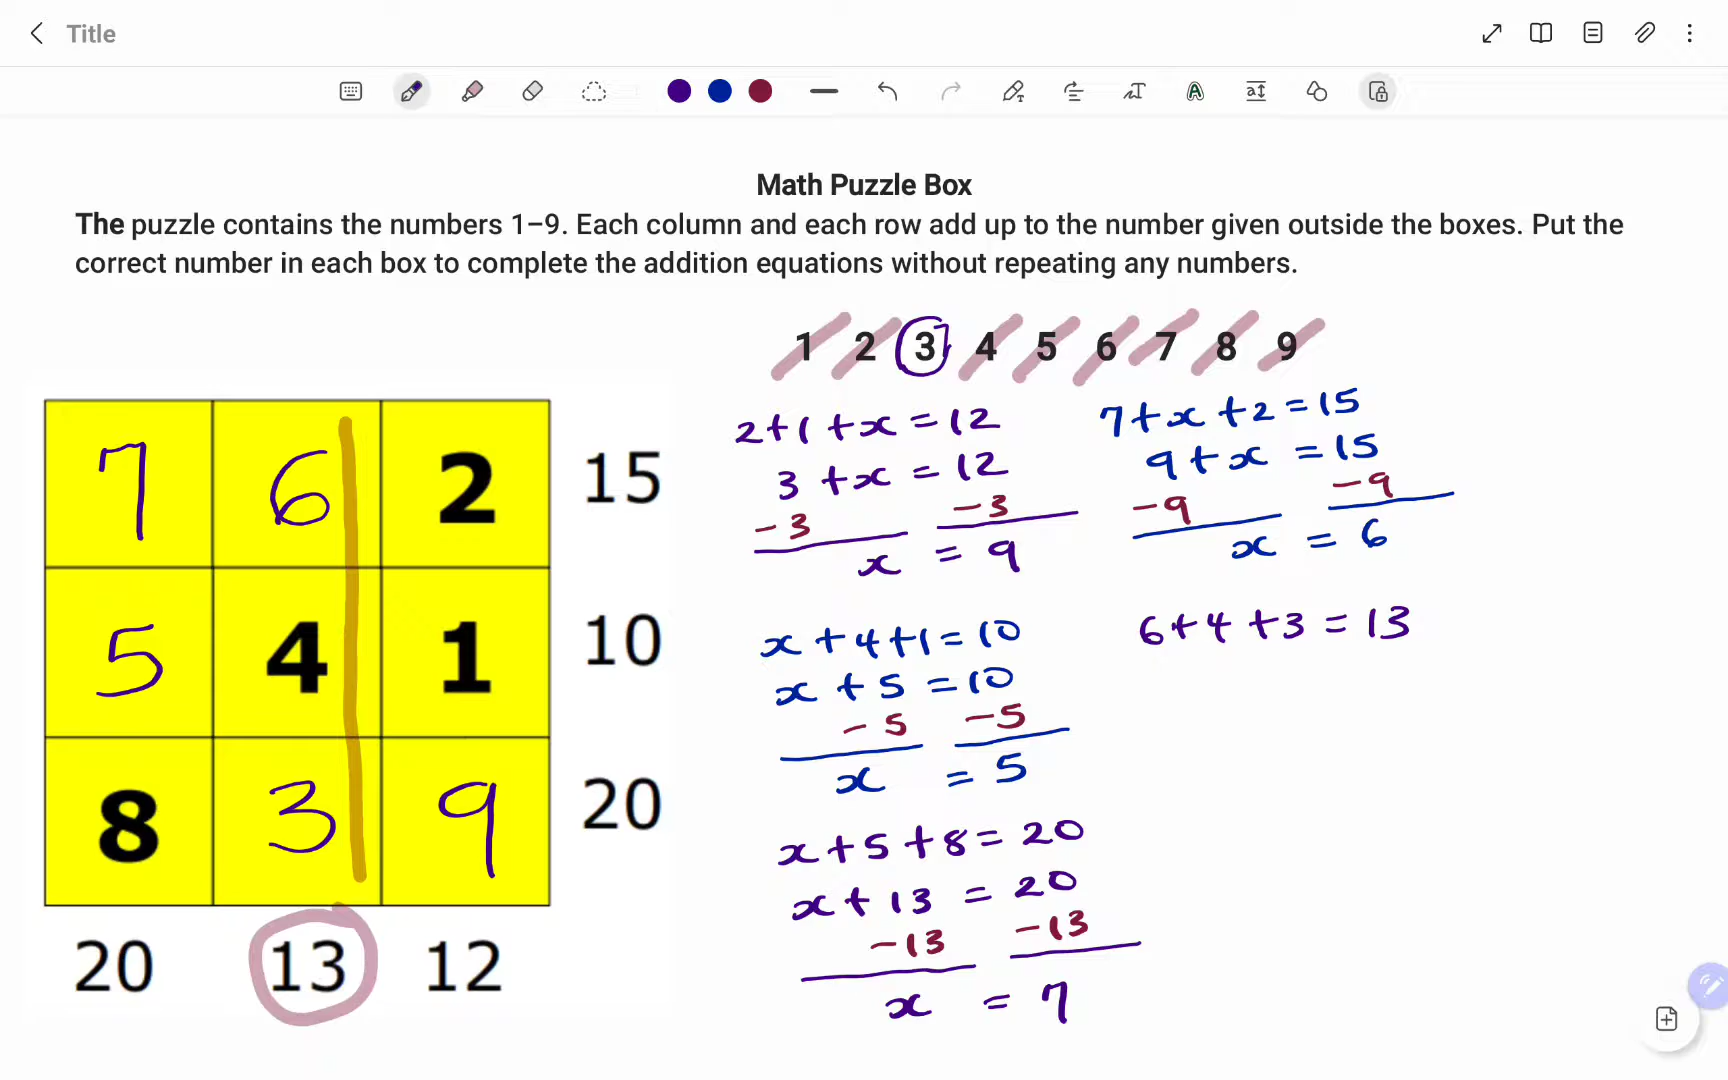 Title
Math Puzzle Box
The puzzle contains the numbers 1–9. Each column and each row add up to the number given outside the boxes. Put the
correct number in each box to complete the addition equations without repeating any numbers.
1 2 3 4 5 6 7 8 9
7 6 2 15
5 4 1 10
8 3 9 20
20 13 12
2+1+x=12
3+x=12
-3 -3
x = 9
x+4+1=10
x+5=10
-5 -5
x = 5
x+5+8=20
x+13=20
-13 -13
x = 7
7+x+2=15
9+x=15
-9 -9
x = 6
6+4+3=13